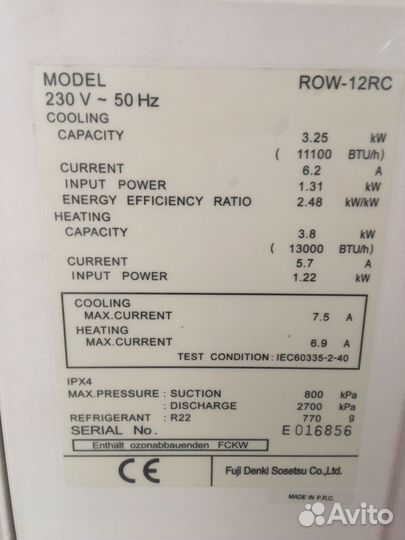 MODEL ROW-12RC
230 V ~ 50 Hz
COOLING
CAPACITY 3.25 kW
( 11100 BTU/h)
CURRENT 6.2 A
INPUT POWER 1.31 kW
ENERGY EFFICIENCY RATIO 2.48 kW/kW
HEATING
CAPACITY 3.8 kW
( 13000 BTU/h)
CURRENT 5.7 A
INPUT POWER 1.22 kW
COOLING
MAX.CURRENT 7.5 A
HEATING
MAX.CURRENT 6.9 A
TEST CONDITION : IEC60335-2-40
IPX4
MAX.PRESSURE : SUCTION 800 kPa
: DISCHARGE 2700 kPa
REFRIGERANT : R22 770 g
SERIAL No. E 016856
Enthält ozonabbauenden FCKW
CE Fuji Denki Sosetsu Co.,Ltd.
MADE IN P.R.C.
Avito